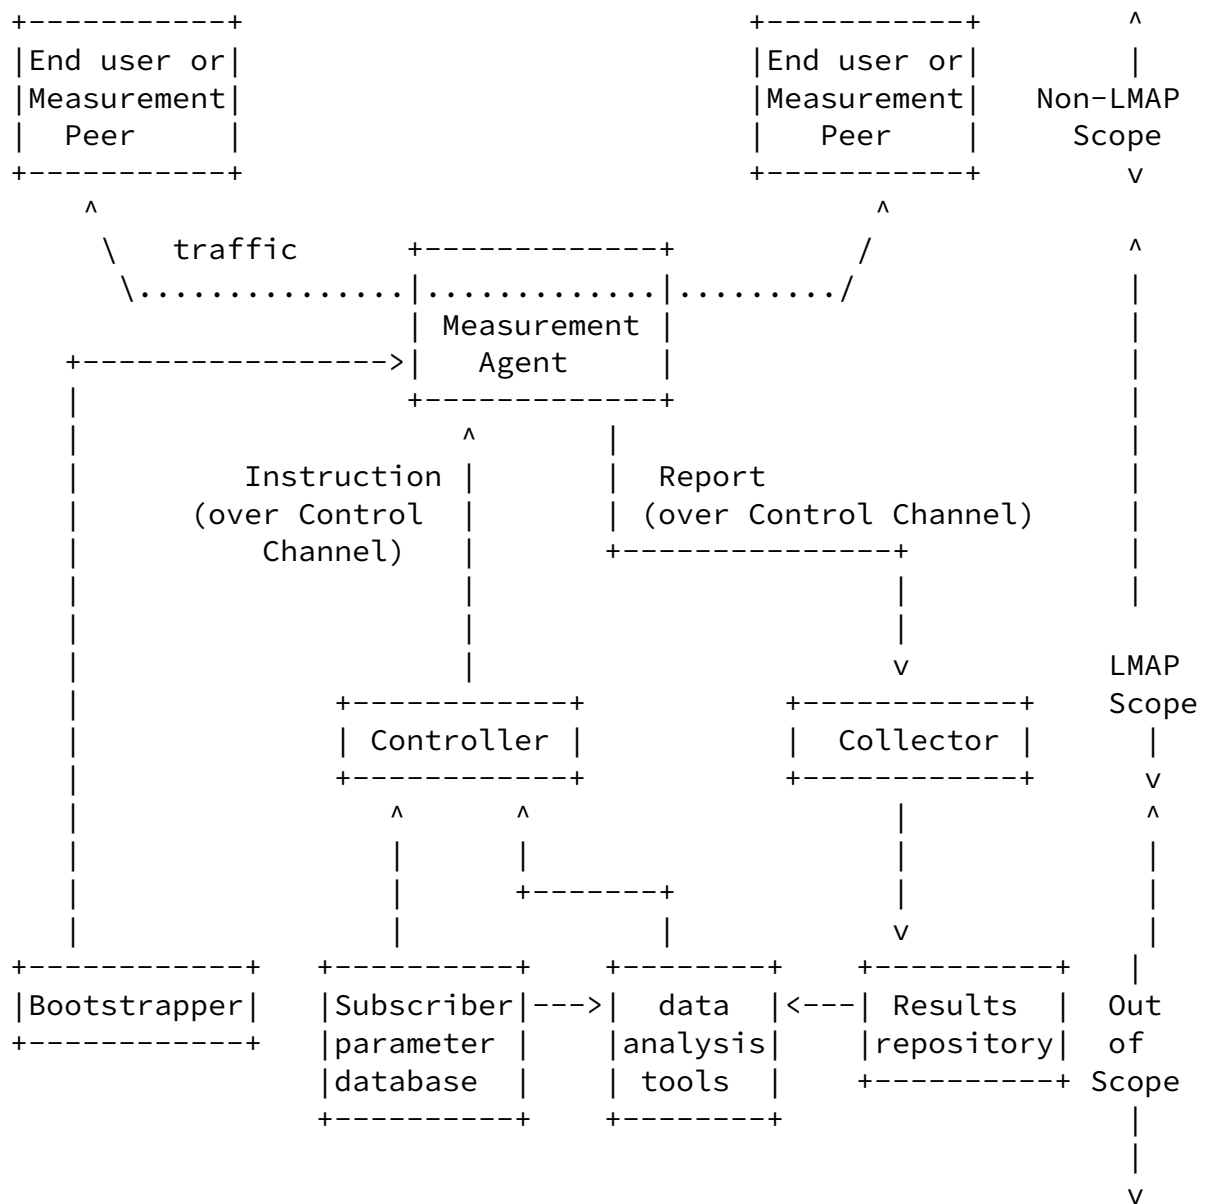 End user or End user or
Measurement Measurement Non-LMAP
Peer Peer Scope
traffic
Measurement
Agent
Instruction Report
(over Control (over Control Channel)
Channel)
LMAP
Scope
Controller Collector
Bootstrapper Subscriber data Results Out
parameter analysis repository of
database tools Scope